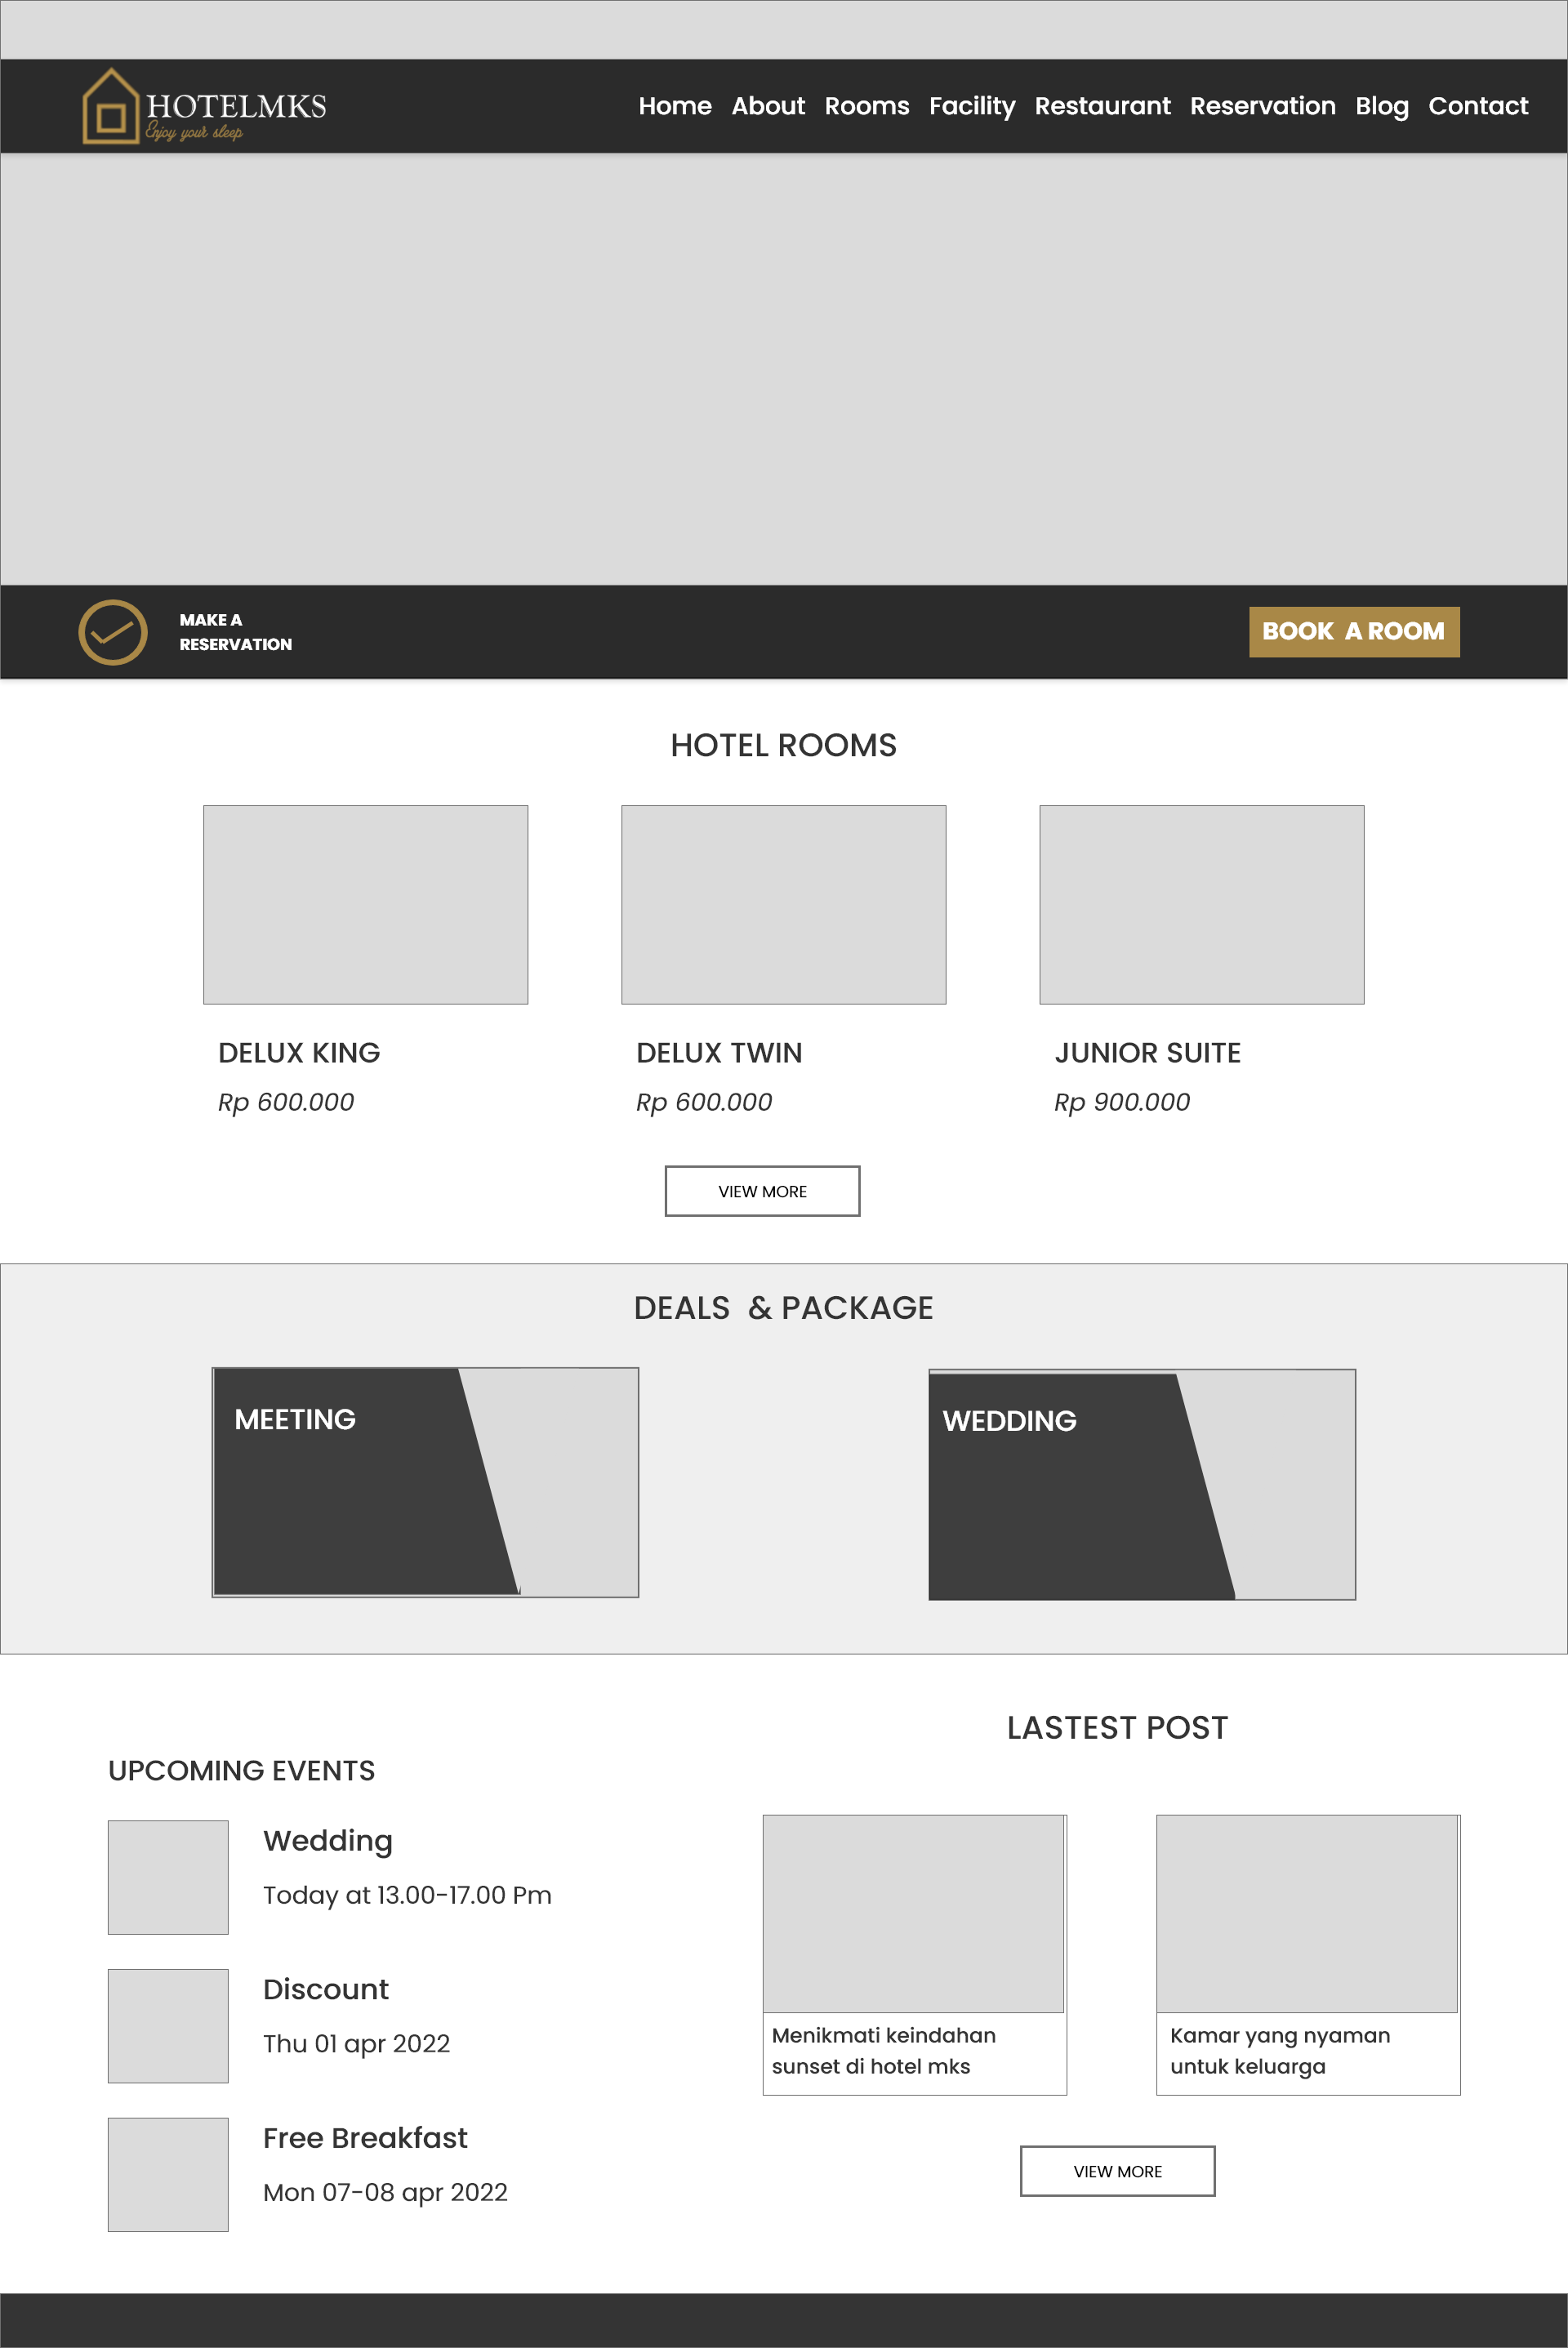 HOTELMKS
Enjoy your sleep
Home About Rooms Facility Restaurant Reservation Blog Contact
MAKE A
RESERVATION
BOOK A ROOM
HOTEL ROOMS
DELUX KING
Rp 600.000
DELUX TWIN
Rp 600.000
JUNIOR SUITE
Rp 900.000
VIEW MORE
DEALS & PACKAGE
MEETING
WEDDING
UPCOMING EVENTS
Wedding
Today at 13.00-17.00 Pm
Discount
Thu 01 apr 2022
Free Breakfast
Mon 07-08 apr 2022
LASTEST POST
Menikmati keindahan
sunset di hotel mks
Kamar yang nyaman
untuk keluarga
VIEW MORE